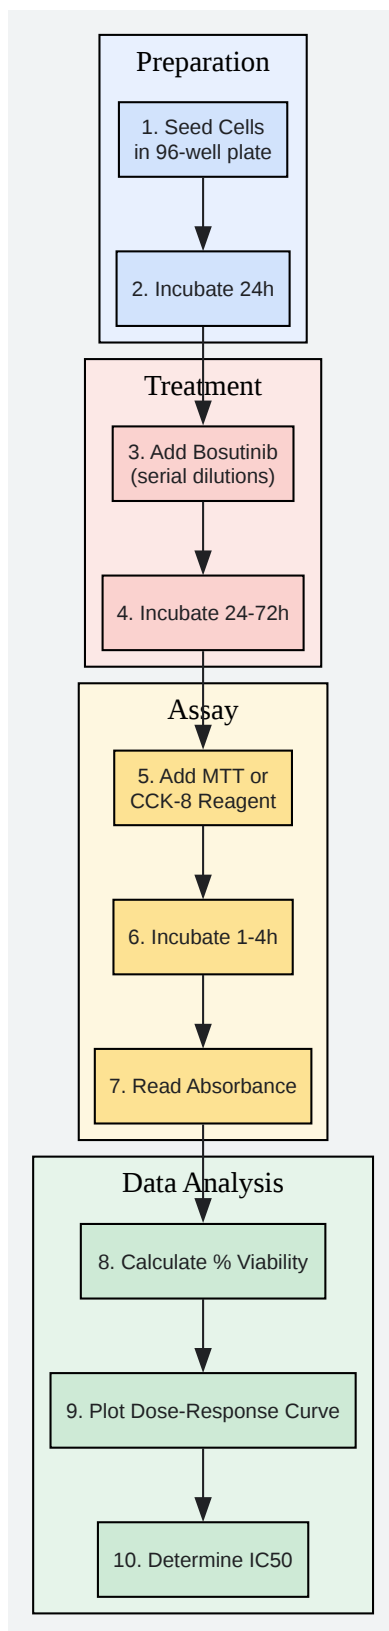 Preparation
1. Seed Cells
in 96-well plate
2. Incubate 24h
Treatment
3. Add Bosutinib
(serial dilutions)
4. Incubate 24-72h
Assay
5. Add MTT or
CCK-8 Reagent
6. Incubate 1-4h
7. Read Absorbance
Data Analysis
8. Calculate % Viability
9. Plot Dose-Response Curve
10. Determine IC50